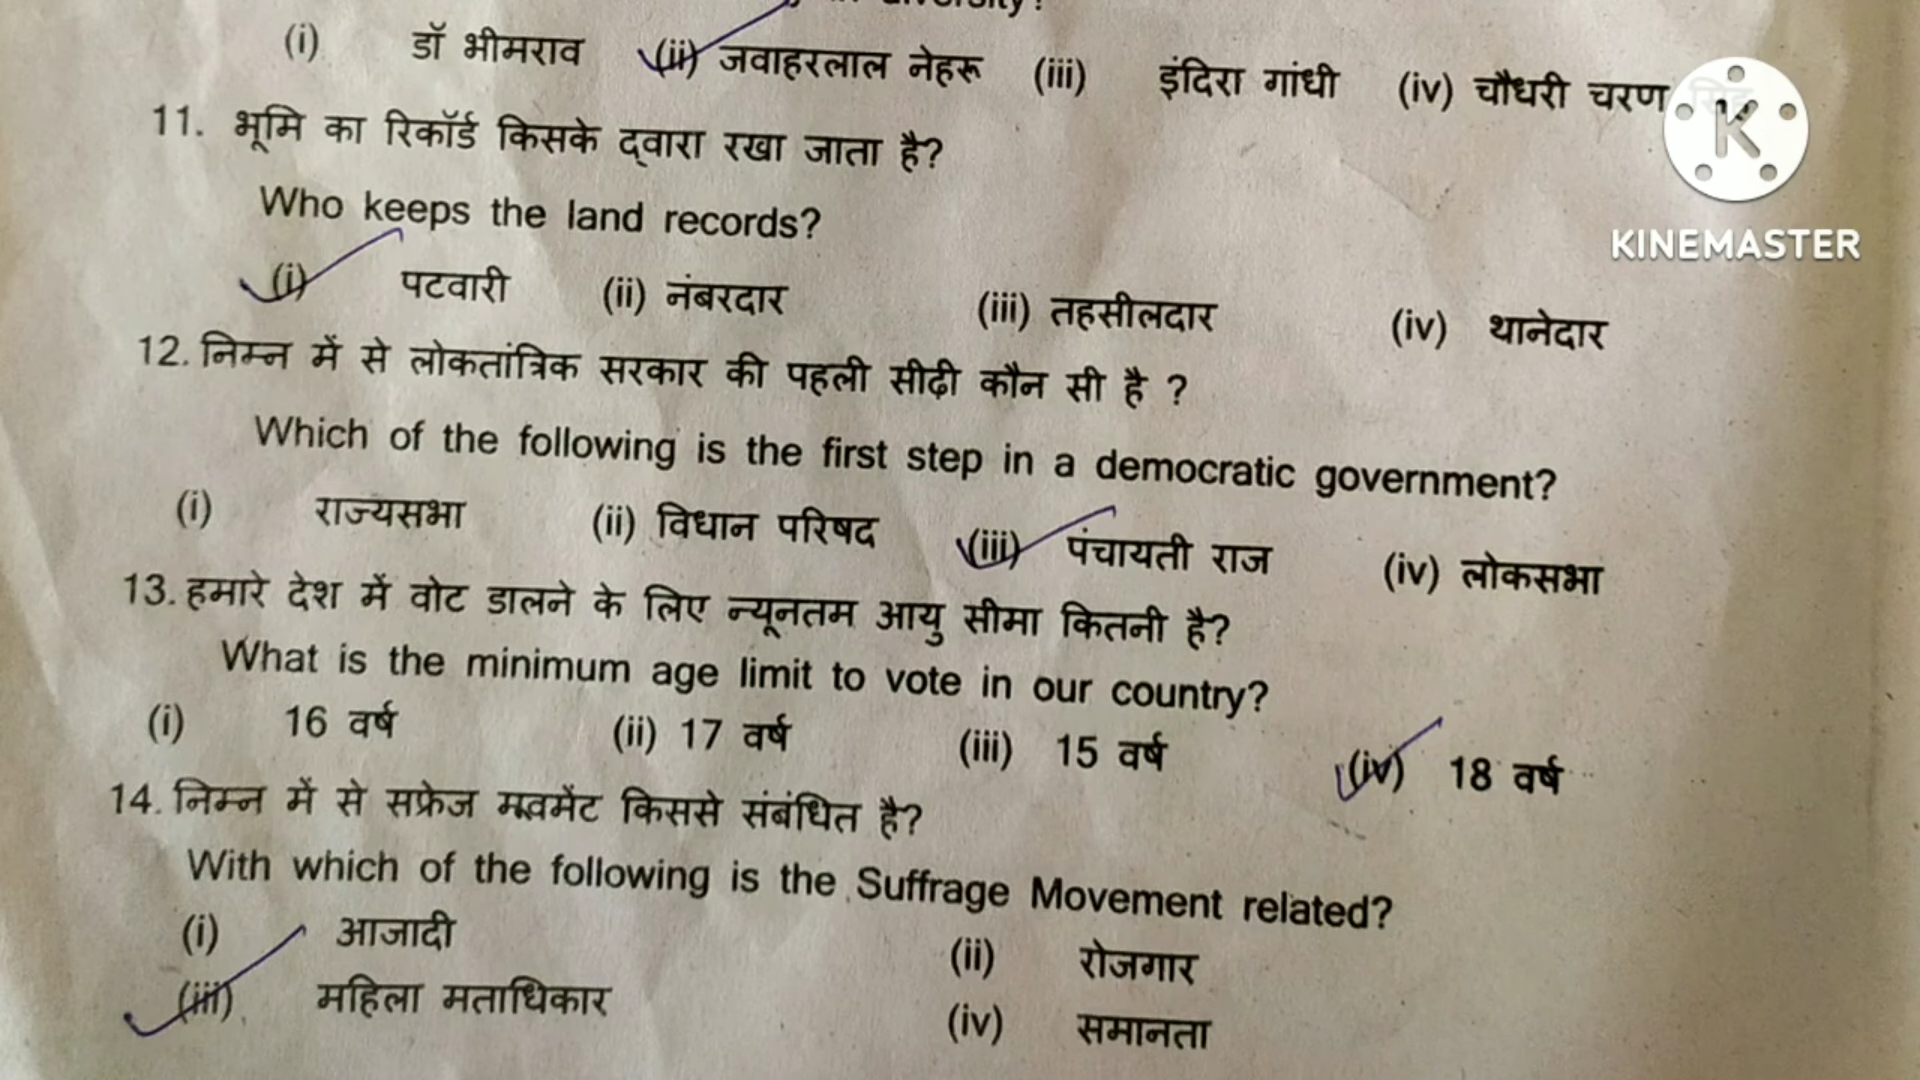 diversity?
(i) डॉ भीमराव (ii) जवाहरलाल नेहरू (iii) इंदिरा गांधी (iv) चौधरी चरण
11. भूमि का रिकॉर्ड किसके द्वारा रखा जाता है?
Who keeps the land records?
(i) पटवारी (ii) नंबरदार (iii) तहसीलदार (iv) थानेदार
12. निम्न में से लोकतांत्रिक सरकार की पहली सीढ़ी कौन सी है ?
Which of the following is the first step in a democratic government?
(i) राज्यसभा (ii) विधान परिषद (iii) पंचायती राज (iv) लोकसभा
13. हमारे देश में वोट डालने के लिए न्यूनतम आयु सीमा कितनी है?
What is the minimum age limit to vote in our country?
(i) 16 वर्ष (ii) 17 वर्ष (iii) 15 वर्ष (iv) 18 वर्ष
14. निम्न में से सफ्रेज किससे संबंधित है?
With which of the following is the Suffrage Movement related?
(i) आजादी (ii) रोजगार
(iii) महिला मताधिकार (iv) समानता
K
KINEMASTER